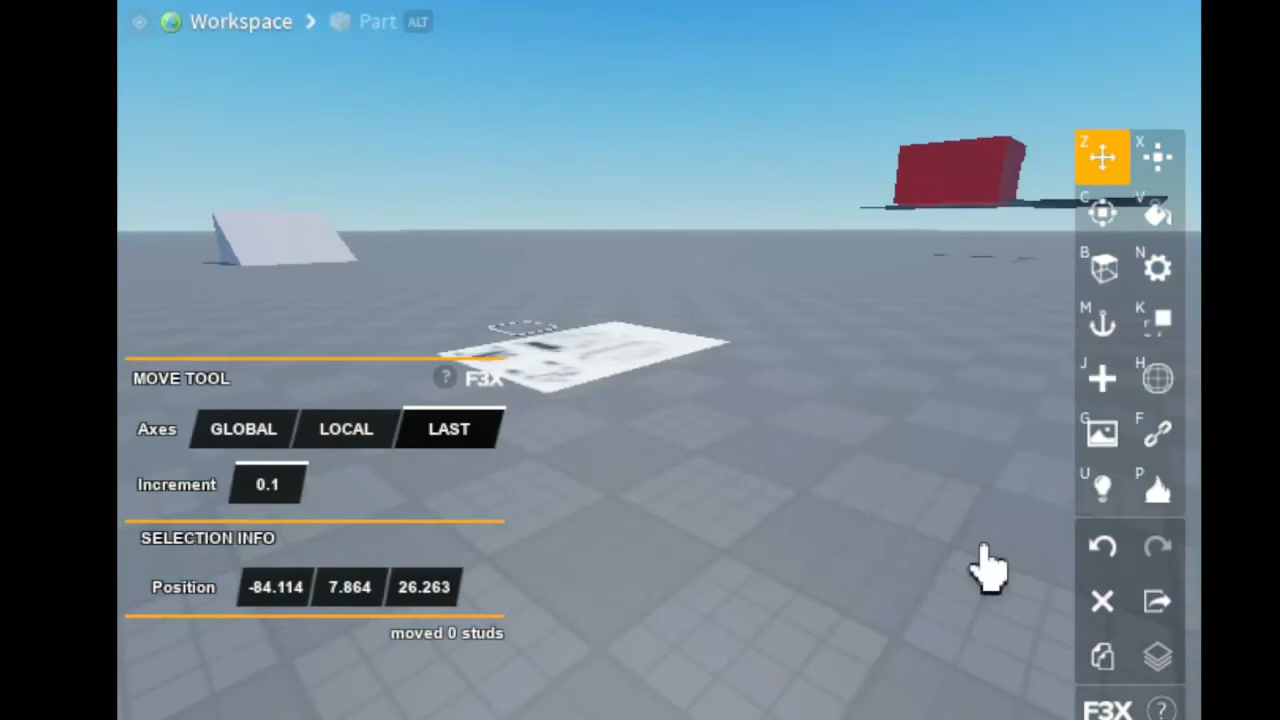 Workspace > Part ALT
Z X
C V
B N
M K
J H
G F
U P
MOVE TOOL ? F3X
Axes GLOBAL LOCAL LAST
Increment 0.1
SELECTION INFO
Position -84.114 7.864 26.263
moved 0 studs
F3X ?